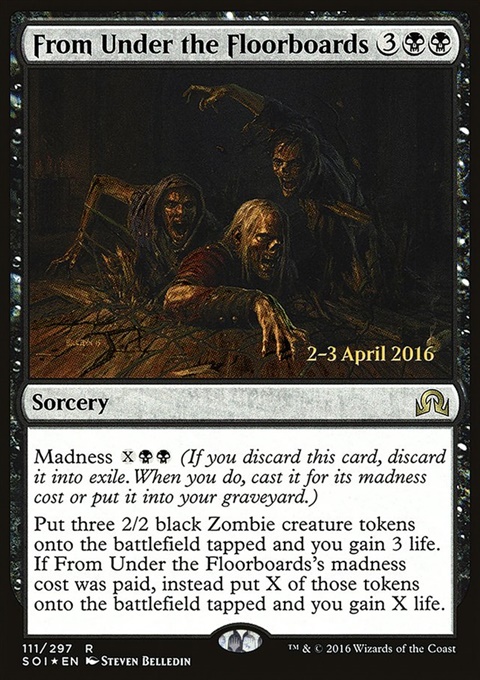 From Under the Floorboards 3
2-3 April 2016
Sorcery
Madness X (If you discard this card, discard
it into exile. When you do, cast it for its madness
cost or put it into your graveyard.)
Put three 2/2 black Zombie creature tokens
onto the battlefield tapped and you gain 3 life.
If From Under the Floorboards's madness
cost was paid, instead put X of those tokens
onto the battlefield tapped and you gain X life.
111/297 R
SOI★EN Steven Belledin
™ & © 2016 Wizards of the Coast